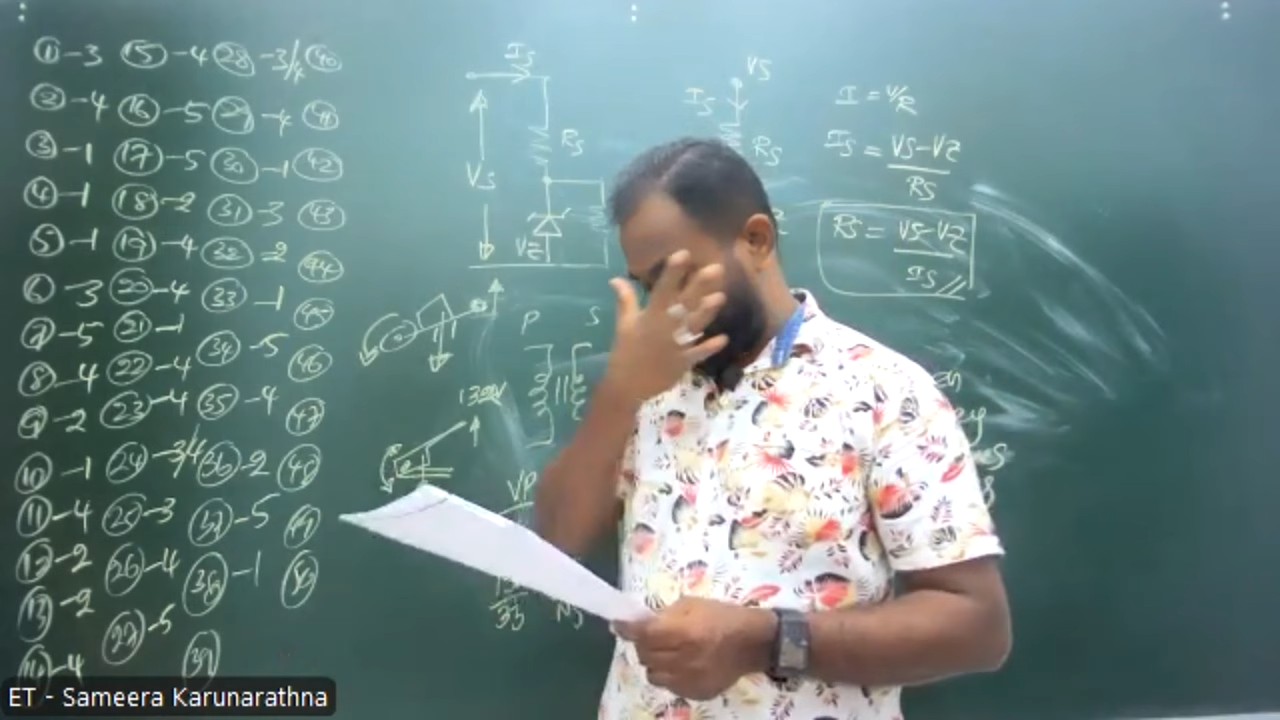 1-3 15-4 28-3/4 40
2-4 16-5 29-4 41
3-1 17-5 30-1 42
4-1 18-2 31-3 43
5-1 19-4 32=2 44
6-3 20-4 33-1 45
7-5 21-1 34-5 46
8-4 22-4 35-4 47
9-2 23-4 36-2 48
10-1 24-3/4 37-5 49
11-4 25-3 38-1
12-2 26-4 39
13-2 27-5
14-4
Is
Rs
Vs
Vz
Vs
Is
Rs
I = V/R
Is = Vs-Vz
Rs
Rs = Vs-Vz
Is
P S
VP
33
Ns
ET - Sameera Karunarathna